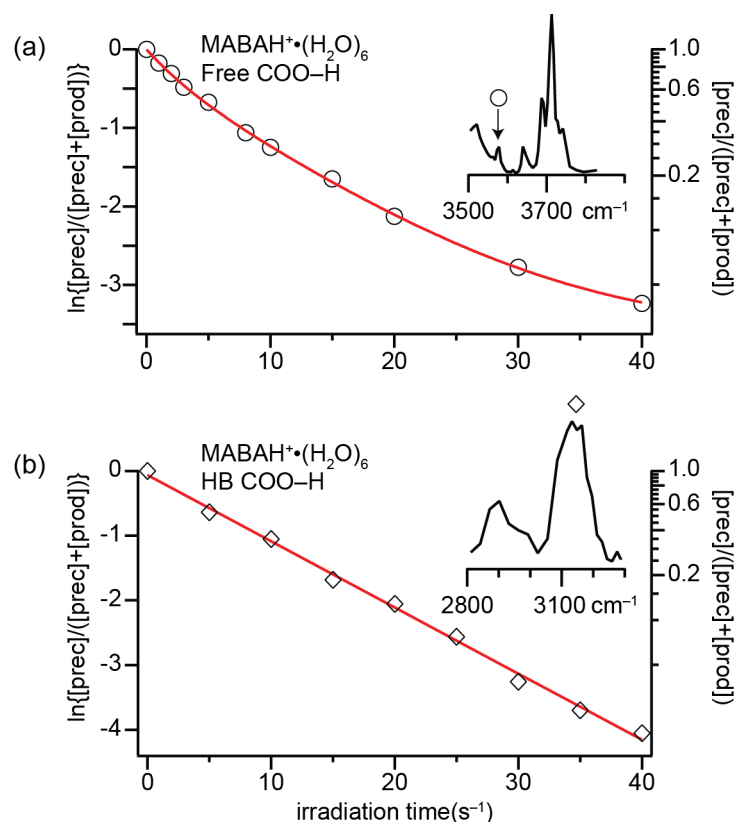 (a)
MABAH⁺•(H₂O)₆
Free COO–H
ln{[prec]/([prec]+[prod])}
0
-1
-2
-3
0 10 20 30 40
3500 3700 cm⁻¹
1.0
0.6
0.2
[prec]/([prec]+[prod])
(b)
MABAH⁺•(H₂O)₆
HB COO–H
ln{[prec]/([prec]+[prod])}
0
-1
-2
-3
-4
0 10 20 30 40
2800 3100 cm⁻¹
1.0
0.6
0.2
[prec]/([prec]+[prod])
irradiation time(s⁻¹)